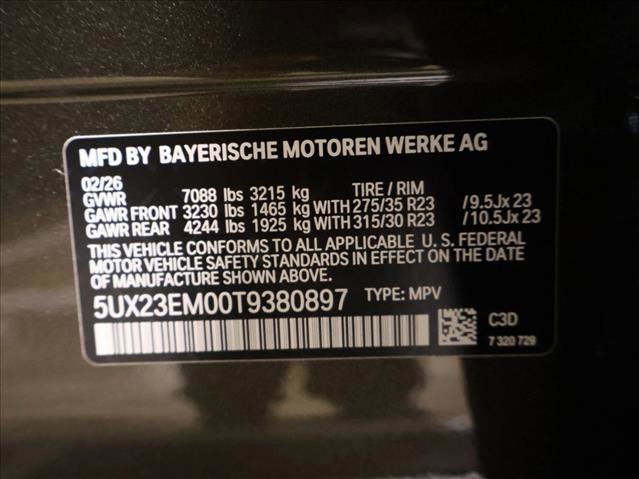 MFD BY BAYERISCHE MOTOREN WERKE AG
02/26
GVWR 7088 lbs 3215 kg TIRE / RIM
GAWR FRONT 3230 lbs 1465 kg WITH 275/35 R23 /9.5Jx 23
GAWR REAR 4244 lbs 1925 kg WITH 315/30 R23 /10.5Jx 23
THIS VEHICLE CONFORMS TO ALL APPLICABLE U.S. FEDERAL
MOTOR VEHICLE SAFETY STANDARDS IN EFFECT ON THE DATE
OF MANUFACTURE SHOWN ABOVE.
5UX23EM00T9380897 TYPE: MPV
C3D
7 320 729